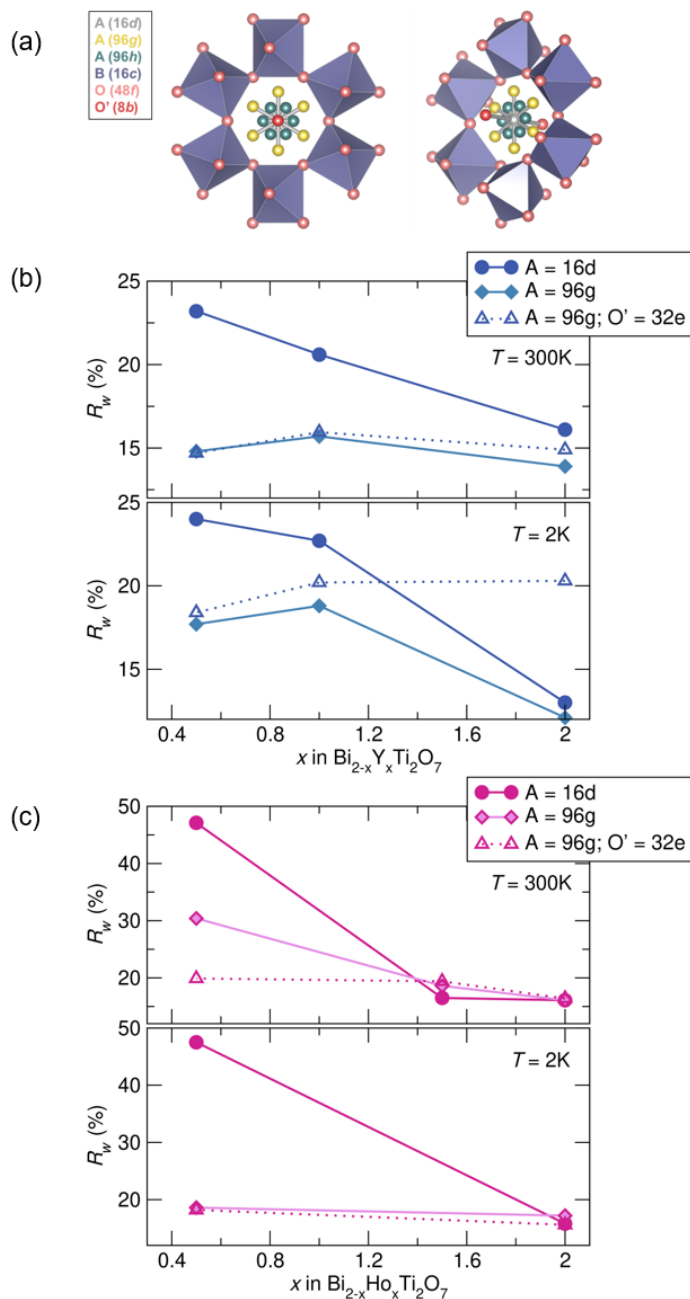 (a)
A (16d)
A (96g)
A (96h)
B (16c)
O (48f)
O' (8b)
(b)
A = 16d
A = 96g
A = 96g; O' = 32e
T = 300K
25
20
15
R_w (%)
T = 2K
25
20
15
R_w (%)
0.4 0.8 1.2 1.6 2
x in Bi₂₋ₓYₓTi₂O₇
(c)
A = 16d
A = 96g
A = 96g; O' = 32e
T = 300K
50
40
30
20
R_w (%)
T = 2K
50
40
30
20
R_w (%)
0.4 0.8 1.2 1.6 2
x in Bi₂₋ₓHoₓTi₂O₇